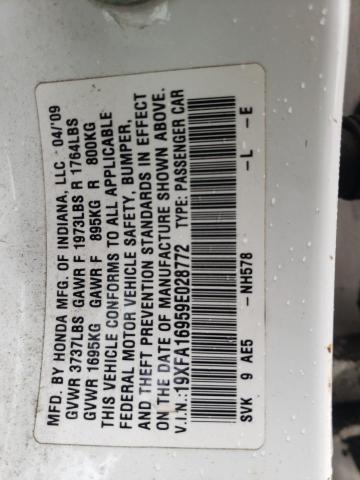 MFD. BY HONDA MFG. OF INDIANA, LLC 04/'09
GVWR 3737LBS GAWR F 1973LBS R 1764LBS
GVWR 1695KG GAWR F 895KG R 800KG
THIS VEHICLE CONFORMS TO ALL APPLICABLE
FEDERAL MOTOR VEHICLE SAFETY, BUMPER,
AND THEFT PREVENTION STANDARDS IN EFFECT
ON THE DATE OF MANUFACTURE SHOWN ABOVE.
V.I.N.:19XFA16959E028772 TYPE: PASSENGER CAR
SVK 9 AE5 -NH578 -L -E